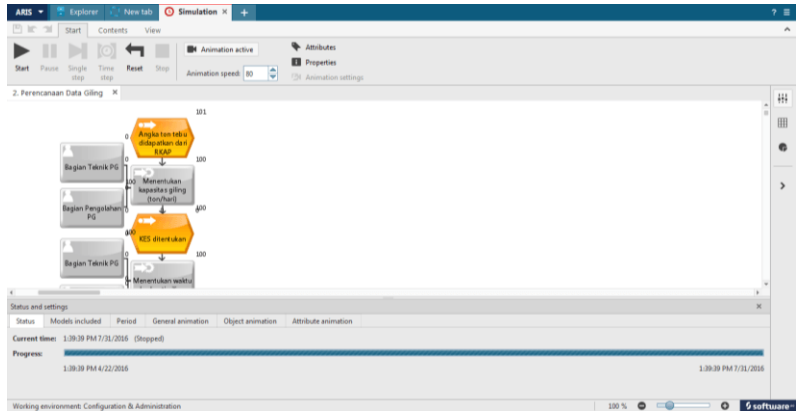 ARIS
Explorer
New tab
Simulation ×
+
?
Start Contents View
Start
Pause
Single step
Time step
Reset
Stop
Animation active
Animation speed: 80
Attributes
Properties
Animation settings
2. Perencanaan Data Giling ×
101
Angka ton tebu
didapatkan dari
RKAP
0
0
100
Bagian Teknik PG
Menentukan
kapasitas giling
(ton/hari)
Bagian Pengolahan
PG
KES ditentukan
100
Bagian Teknik PG
Menentukan waktu
Status and settings ×
Status Models included Period General animation Object animation Attribute animation
Current time: 1:39:39 PM 7/31/2016 (Stopped)
Progress:
1:39:39 PM 4/22/2016 1:39:39 PM 7/31/2016
Working environment: Configuration & Administration
100 %
software